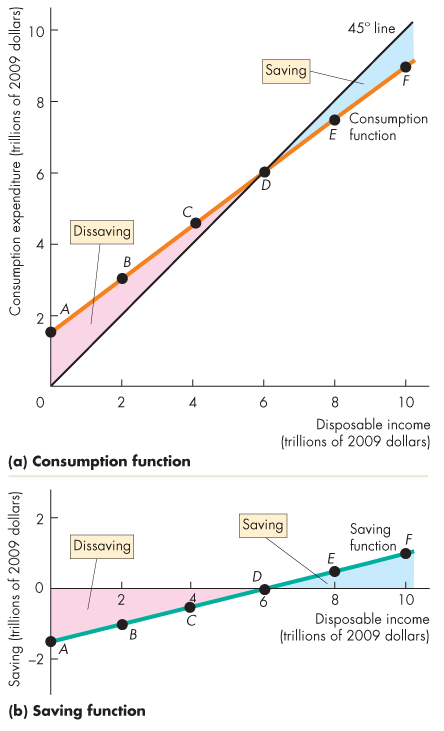 Consumption expenditure (trillions of 2009 dollars)
10
8
6
4
2
0
2
4
6
8
10
45° line
Saving
Dissaving
A
B
C
D
E
F
Consumption
function
Disposable income
(trillions of 2009 dollars)
(a) Consumption function
Saving (trillions of 2009 dollars)
2
0
–2
2
4
6
8
10
Dissaving
Saving
Saving
function
A
B
C
D
E
F
Disposable income
(trillions of 2009 dollars)
(b) Saving function